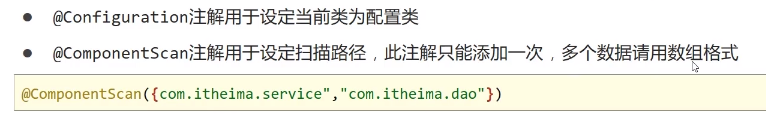 ● @Configuration注解用于设定当前类为配置类
● @ComponentScan注解用于设定扫描路径，此注解只能添加一次，多个数据请用数组格式
@ComponentScan({com.itheima.service","com.itheima.dao"})